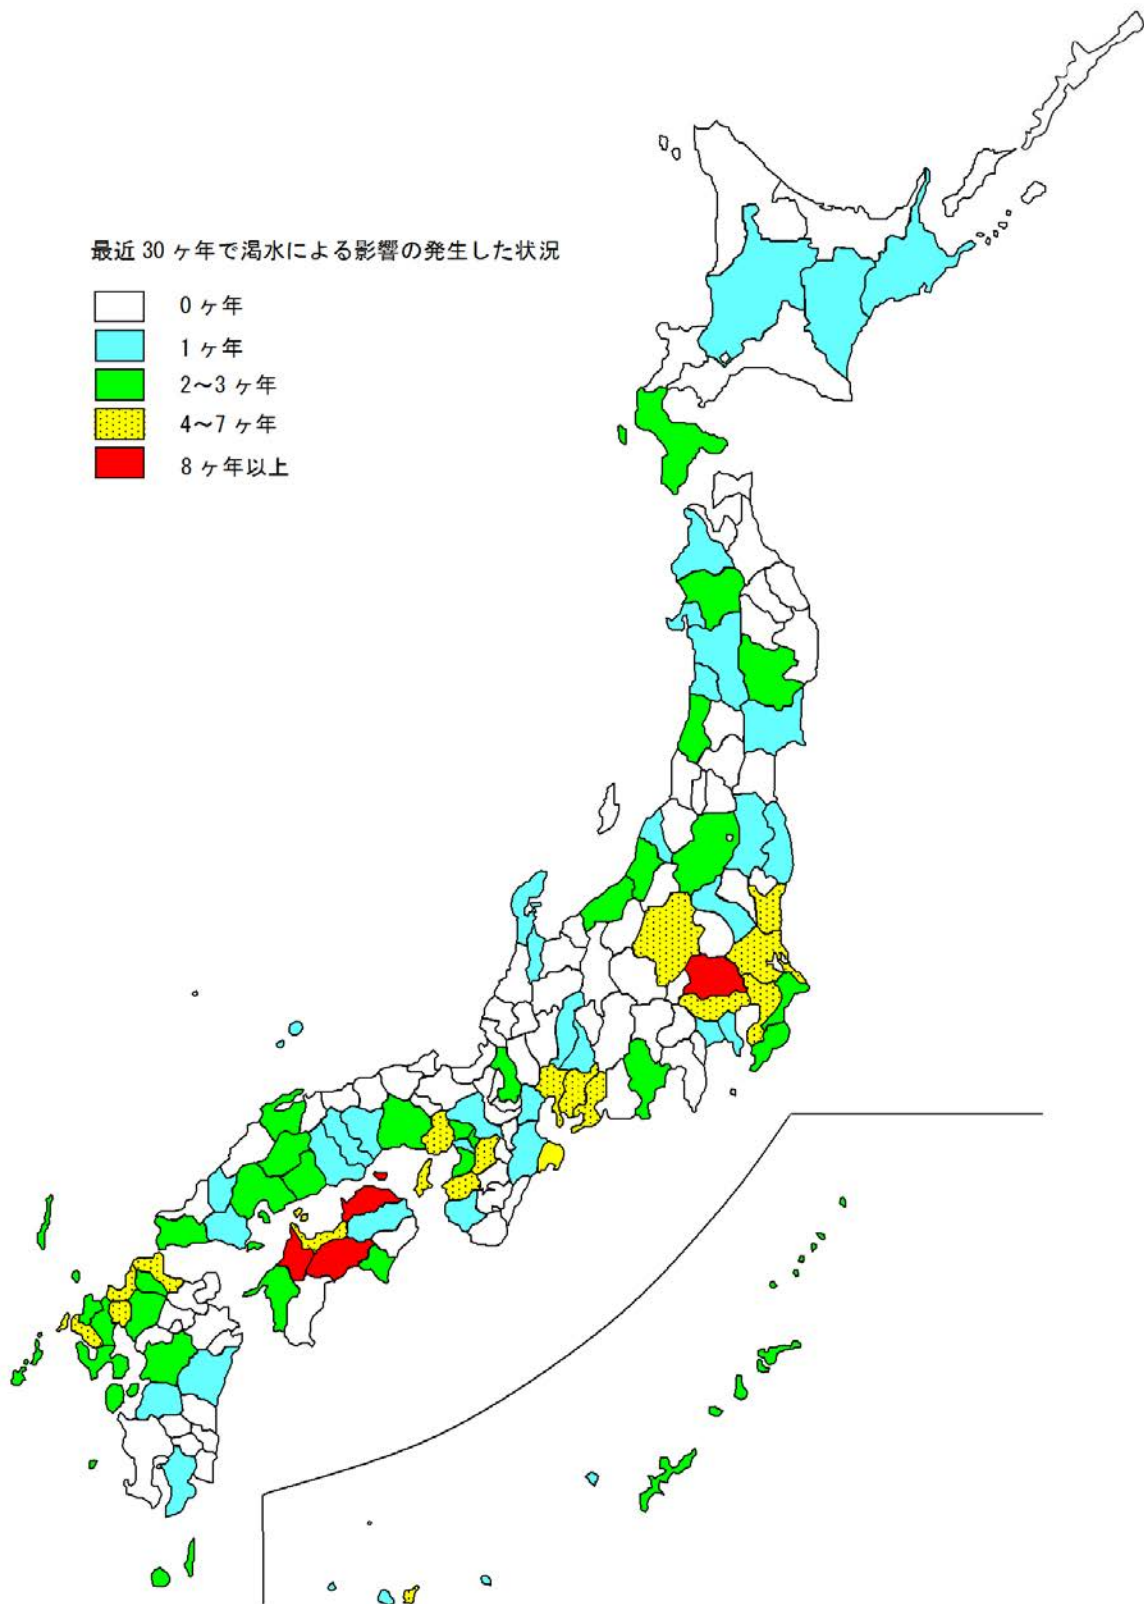 最近 30 ヶ年で渇水による影響の発生した状況
0 ヶ年
1 ヶ年
2～3 ヶ年
4～7 ヶ年
8 ヶ年以上